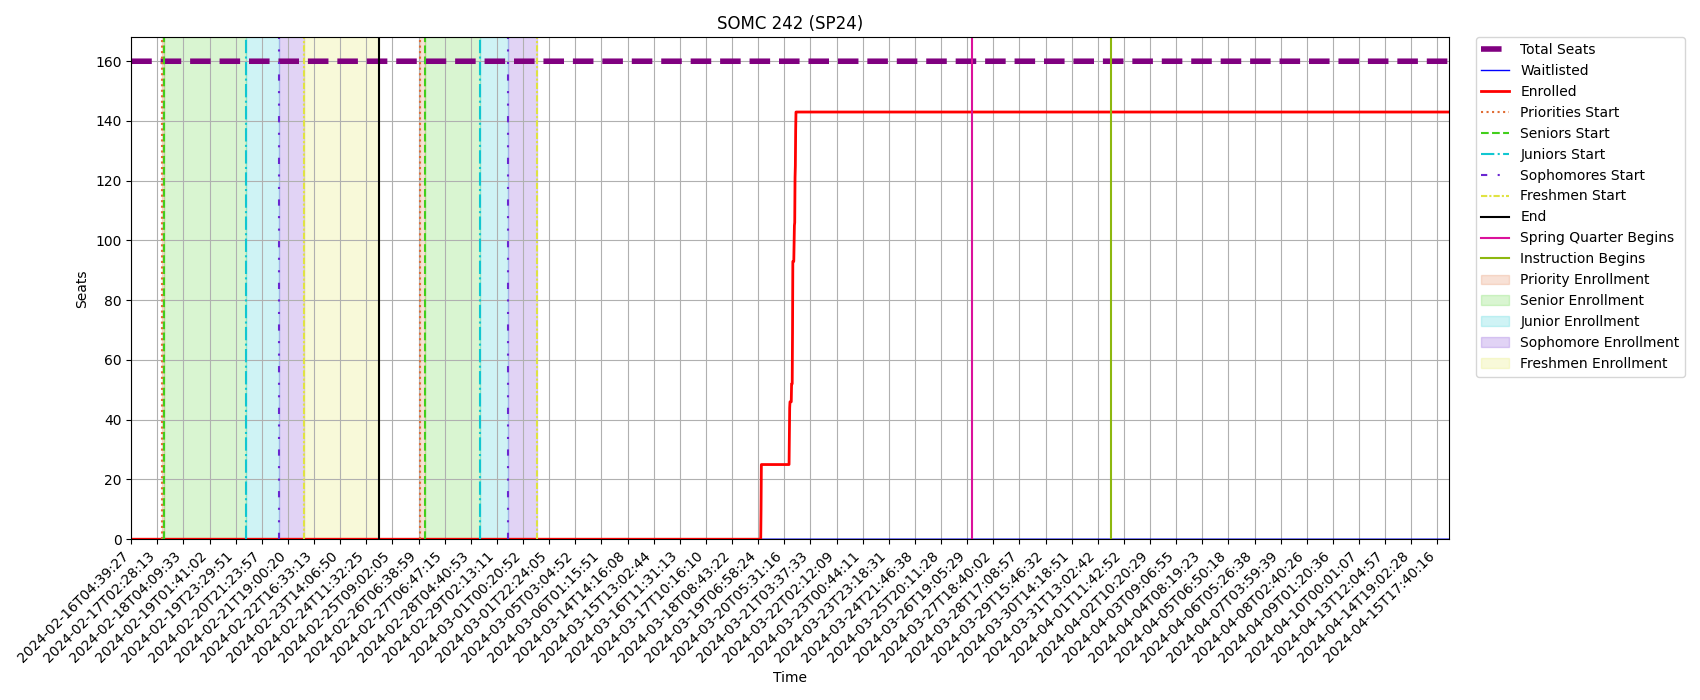 SOMC 242 (SP24)
Seats
160
140
120
100
80
60
40
20
0
2024-02-16T04:39:27
2024-02-17T02:28:13
2024-02-18T04:09:33
2024-02-19T01:41:02
2024-02-19T23:29:51
2024-02-20T21:23:57
2024-02-21T19:00:20
2024-02-22T16:33:13
2024-02-23T14:06:50
2024-02-24T11:32:25
2024-02-25T09:02:05
2024-02-26T06:38:59
2024-02-27T06:47:15
2024-02-28T04:40:53
2024-02-29T02:13:11
2024-03-01T00:20:52
2024-03-01T22:24:05
2024-03-05T03:04:52
2024-03-06T01:15:51
2024-03-14T14:16:08
2024-03-15T13:02:44
2024-03-16T11:31:13
2024-03-17T10:16:10
2024-03-18T08:43:22
2024-03-19T06:58:24
2024-03-20T05:31:16
2024-03-21T03:37:33
2024-03-22T02:12:09
2024-03-23T00:44:11
2024-03-23T23:18:31
2024-03-24T21:46:38
2024-03-25T20:11:28
2024-03-26T19:05:29
2024-03-27T18:40:02
2024-03-28T17:08:57
2024-03-29T15:46:32
2024-03-30T14:18:51
2024-03-31T13:02:42
2024-04-01T11:42:52
2024-04-02T10:20:29
2024-04-03T09:06:55
2024-04-04T08:19:23
2024-04-05T06:50:18
2024-04-06T05:26:38
2024-04-07T03:59:39
2024-04-08T02:40:26
2024-04-09T01:20:36
2024-04-10T00:01:07
2024-04-13T12:04:57
2024-04-14T19:02:28
2024-04-15T17:40:16
Time
Total Seats
Waitlisted
Enrolled
Priorities Start
Seniors Start
Juniors Start
Sophomores Start
Freshmen Start
End
Spring Quarter Begins
Instruction Begins
Priority Enrollment
Senior Enrollment
Junior Enrollment
Sophomore Enrollment
Freshmen Enrollment